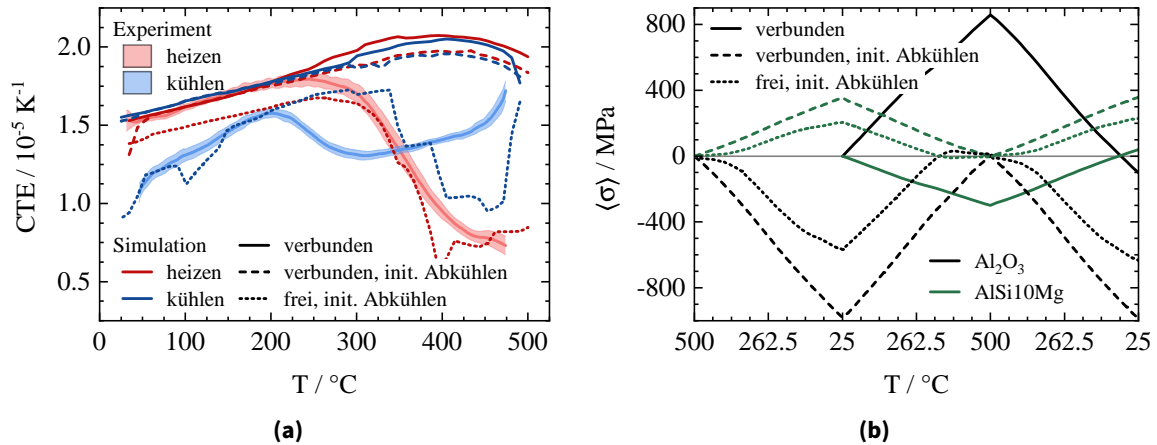 Experiment
heizen
kühlen
Simulation
heizen
kühlen
verbunden
verbunden, init. Abkühlen
frei, init. Abkühlen
CTE / 10⁻⁵ K⁻¹
2.0
1.5
1.0
0.5
0 100 200 300 400 500
T / °C
(a)
verbunden
verbunden, init. Abkühlen
frei, init. Abkühlen
Al₂O₃
AlSi10Mg
⟨σ⟩ / MPa
800
400
0
-400
-800
500 262.5 25 262.5 500 262.5 25
T / °C
(b)